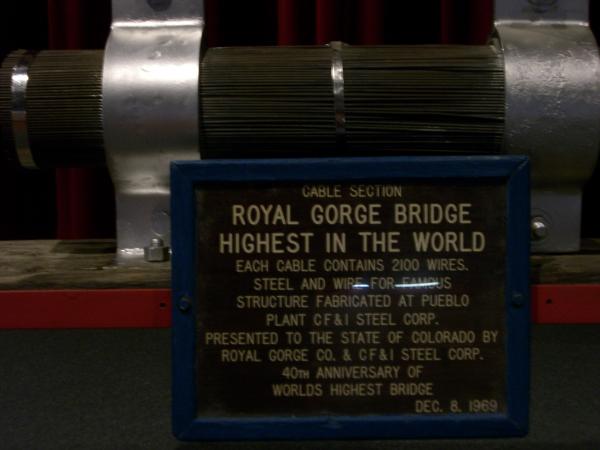 CABLE SECTION
ROYAL GORGE BRIDGE
HIGHEST IN THE WORLD
EACH CABLE CONTAINS 2100 WIRES.
STEEL AND WIRE FOR FAMOUS
STRUCTURE FABRICATED AT PUEBLO
PLANT CF&I STEEL CORP.
PRESENTED TO THE STATE OF COLORADO BY
ROYAL GORGE CO. & CF&I STEEL CORP.
40TH ANNIVERSARY OF
WORLDS HIGHEST BRIDGE
DEC. 8, 1969